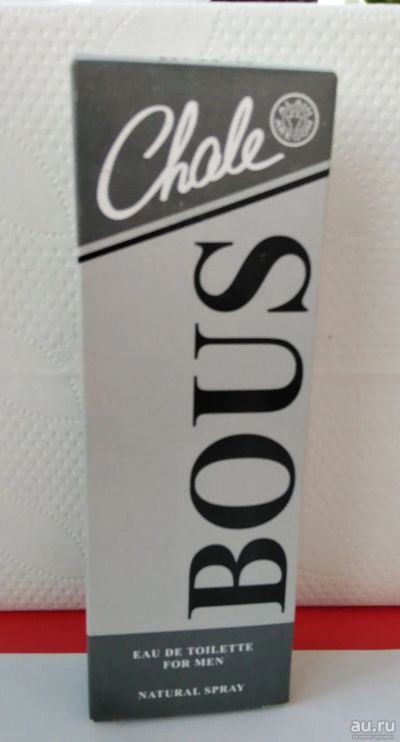 Chale
BOUS
EAU DE TOILETTE
FOR MEN
NATURAL SPRAY
au.ru